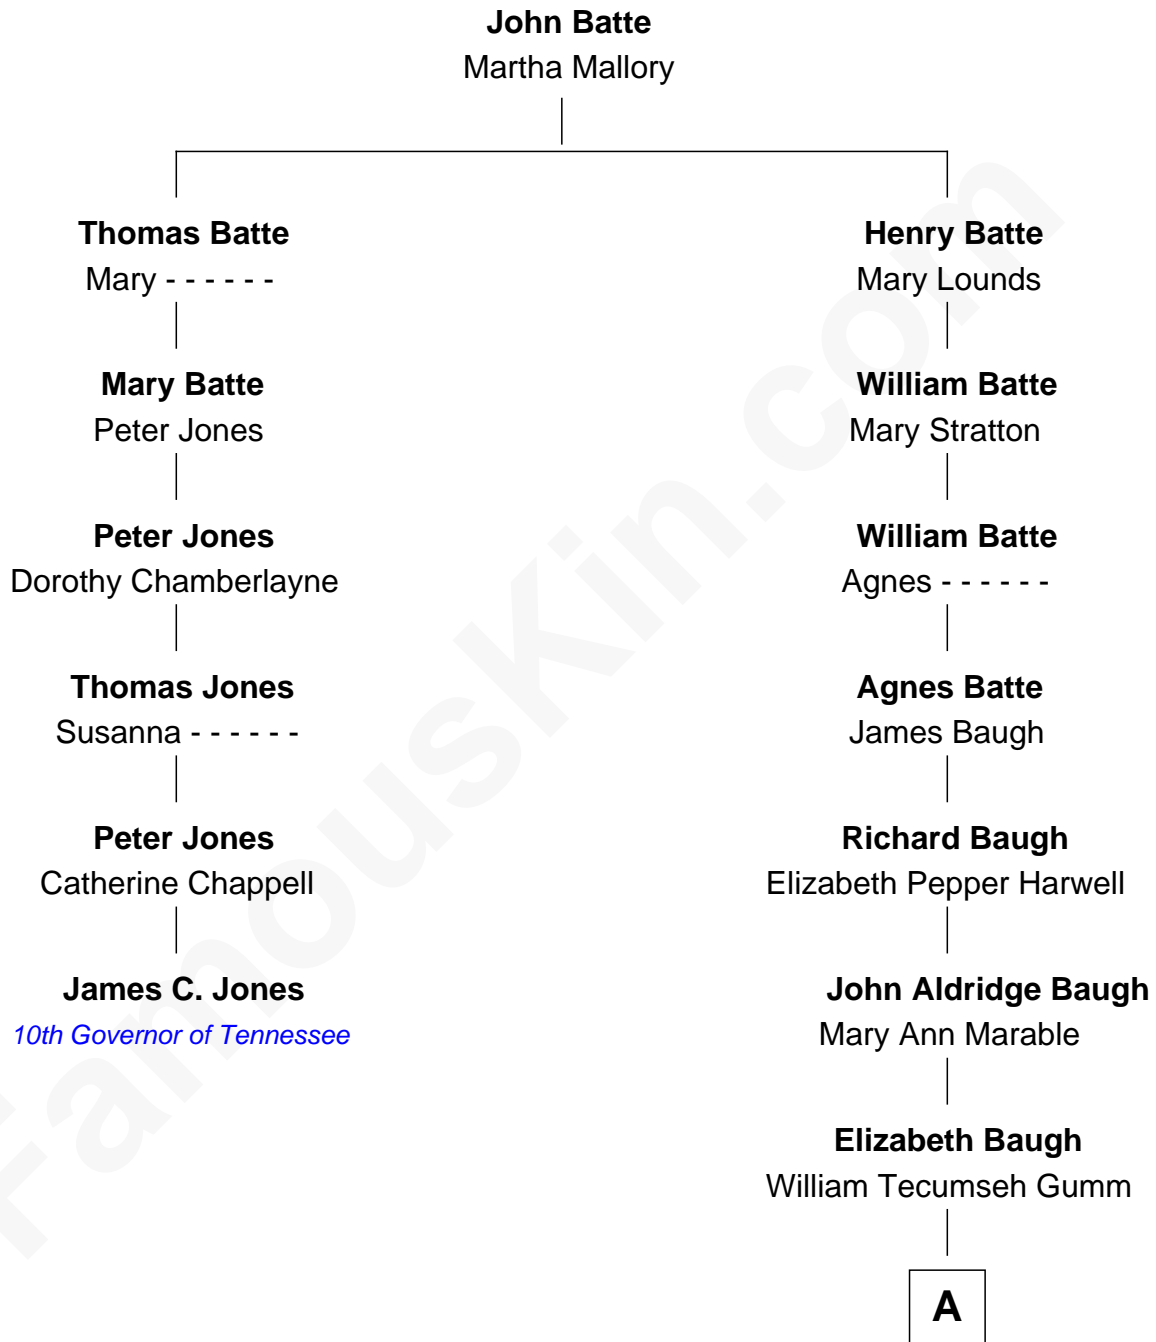 John Batte
Martha Mallory
Thomas Batte
Mary - - - - - -
Mary Batte
Peter Jones
Peter Jones
Dorothy Chamberlayne
Thomas Jones
Susanna - - - - - -
Peter Jones
Catherine Chappell
James C. Jones
10th Governor of Tennessee
Henry Batte
Mary Lounds
William Batte
Mary Stratton
William Batte
Agnes - - - - - -
Agnes Batte
James Baugh
Richard Baugh
Elizabeth Pepper Harwell
John Aldridge Baugh
Mary Ann Marable
Elizabeth Baugh
William Tecumseh Gumm
A
FamousKin.com